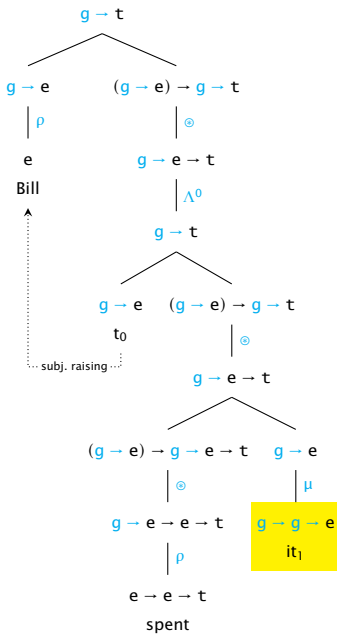 g → t
g → e (g → e) → g → t
ρ ⊛
e g → e → t
Bill Λ⁰
g → t
g → e (g → e) → g → t
t₀ ⊛
subj. raising
g → e → t
(g → e) → g → e → t g → e
⊛ μ
g → e → e → t g → g → e
ρ it₁
e → e → t
spent